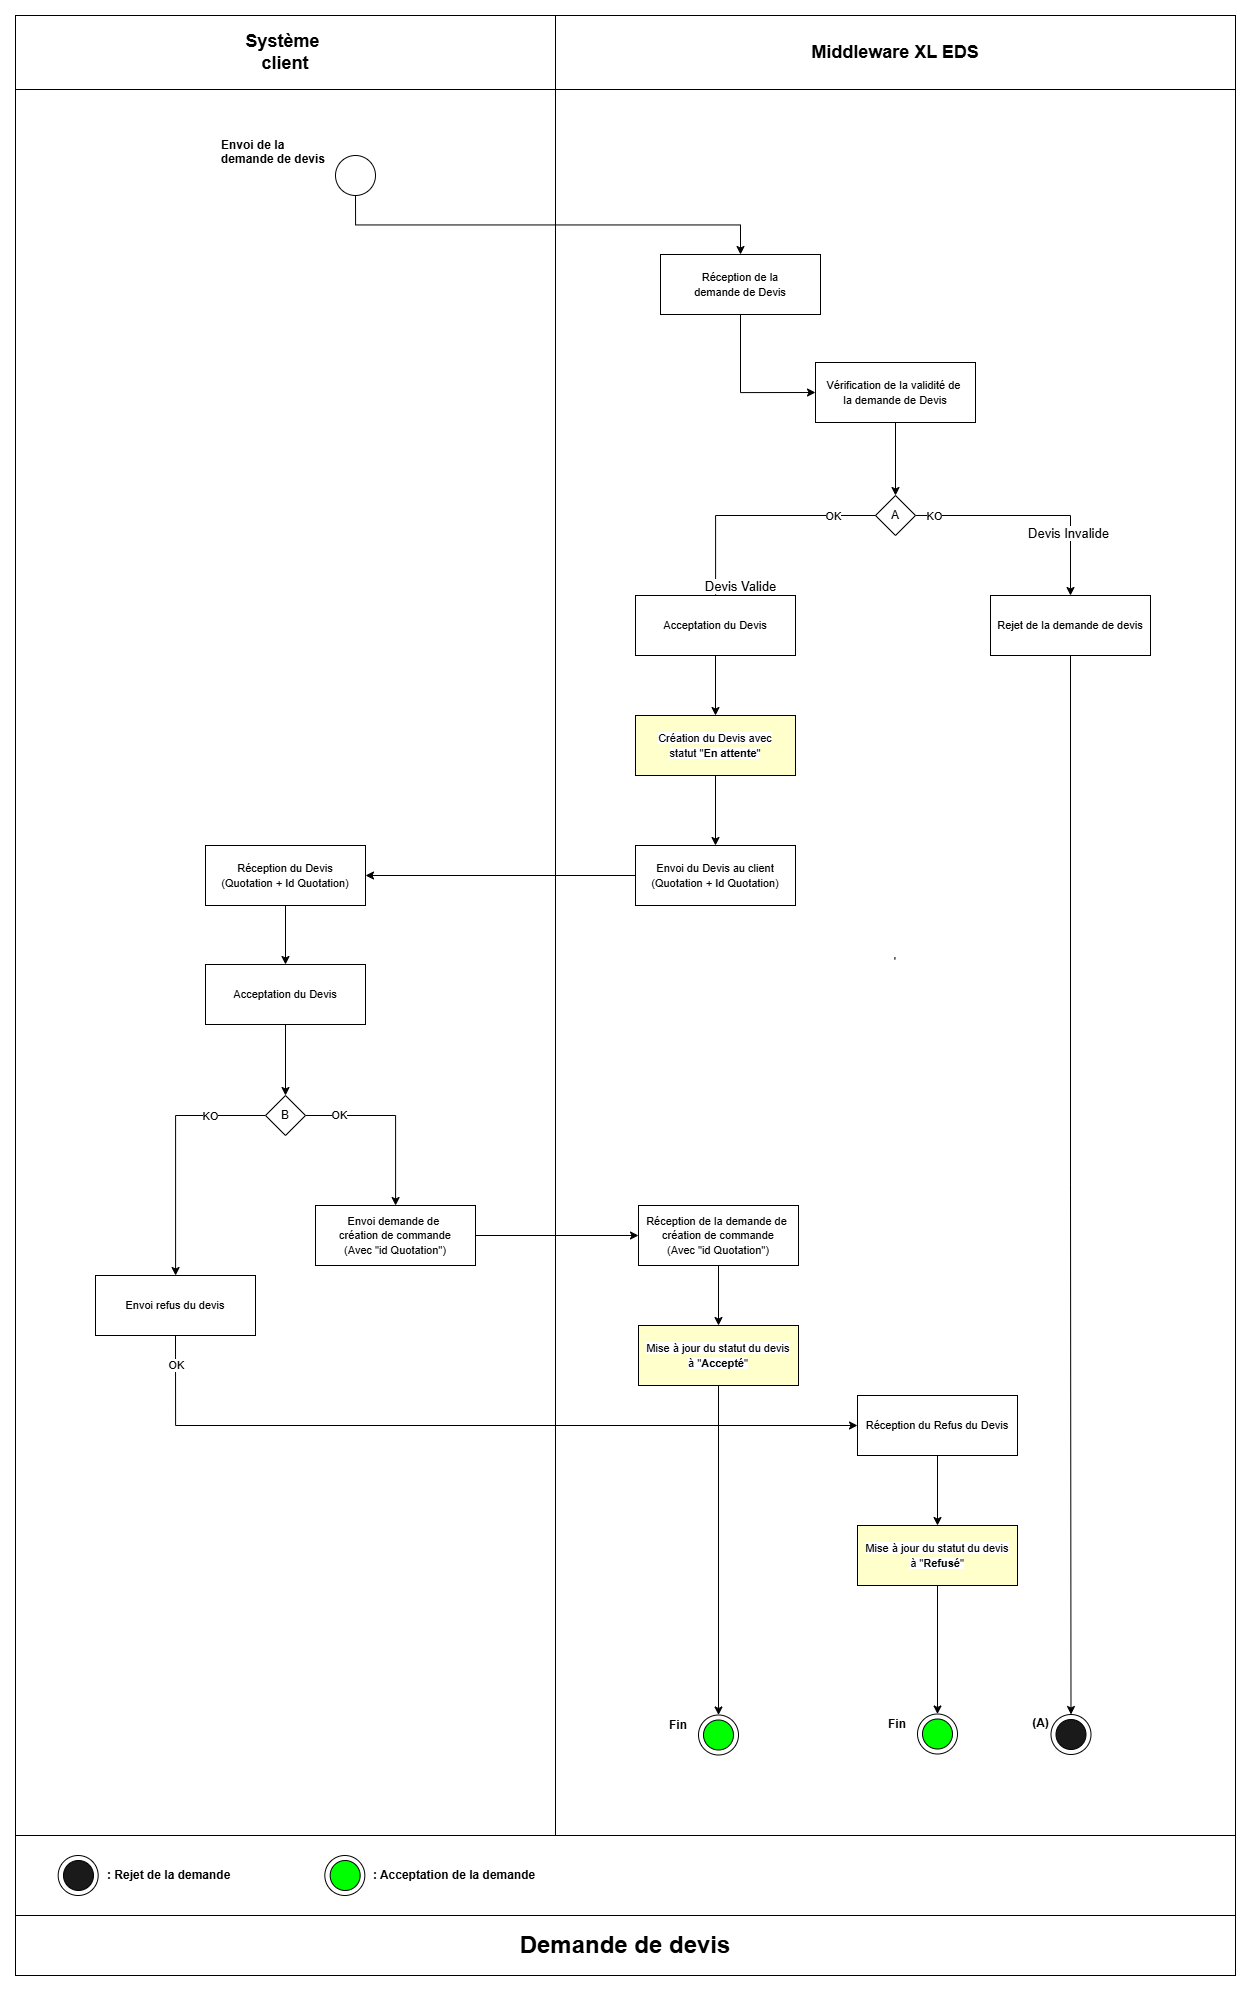 Système
client
Middleware XL EDS
Envoi de la
demande de devis
Réception de la
demande de Devis
Vérification de la validité de
la demande de Devis
OK
A
KO
Devis Invalide
Devis Valide
Acceptation du Devis
Rejet de la demande de devis
Création du Devis avec
statut "En attente"
Réception du Devis
(Quotation + Id Quotation)
Envoi du Devis au client
(Quotation + Id Quotation)
,
Acceptation du Devis
KO
B
OK
Envoi demande de
création de commande
(Avec "id Quotation")
Réception de la demande de
création de commande
(Avec "id Quotation")
Envoi refus du devis
Mise à jour du statut du devis
à "Accepté"
OK
Réception du Refus du Devis
Mise à jour du statut du devis
à "Refusé"
Fin
Fin
(A)
: Rejet de la demande
: Acceptation de la demande
Demande de devis